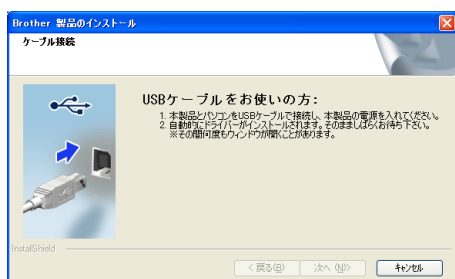 Brother 製品のインストール
ケーブル接続
USBケーブルをお使いの方:
1. 本製品とパソコンをUSBケーブルで接続し、本製品の電源を入れてください。
2. 自動的にドライバーがインストールされます。そのまましばらくお待ち下さい。
※その間何度もウィンドウが開くことがあります。
InstallShield
< 戻る(B)
次へ (N)>
キャンセル